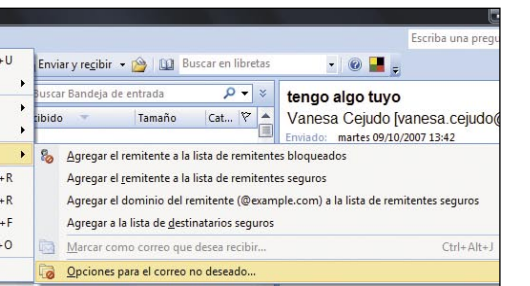 Escriba una pregu
+U
Enviar y recibir
Buscar en libretas
Buscar Bandeja de entrada
cibido Tamaño Cat...
tengo algo tuyo
Vanesa Cejudo [vanesa.cejudo@
Enviado: martes 09/10/2007 13:42
Agregar el remitente a la lista de remitentes bloqueados
+R Agregar el remitente a la lista de remitentes seguros
+R Agregar el dominio del remitente (@example.com) a la lista de remitentes seguros
+F Agregar a la lista de destinatarios seguros
+O Marcar como correo que desea recibir... Ctrl+Alt+J
Opciones para el correo no deseado...